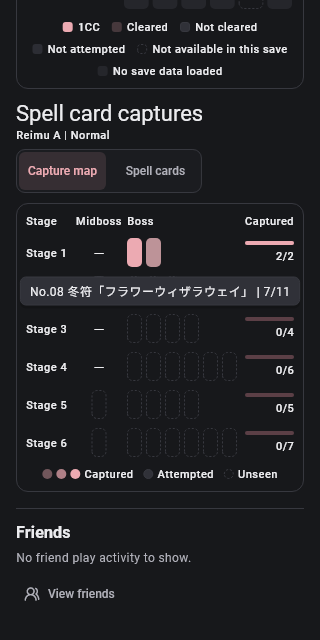 1CC Cleared Not cleared
Not attempted Not available in this save
No save data loaded
Spell card captures
Reimu A | Normal
Capture map Spell cards
Stage Midboss Boss Captured
Stage 1 — 2/2
No.08 冬符「フラワーウィザラウェイ」 | 7/11
Stage 3 — 0/4
Stage 4 — 0/6
Stage 5 0/5
Stage 6 0/7
Captured Attempted Unseen
Friends
No friend play activity to show.
View friends